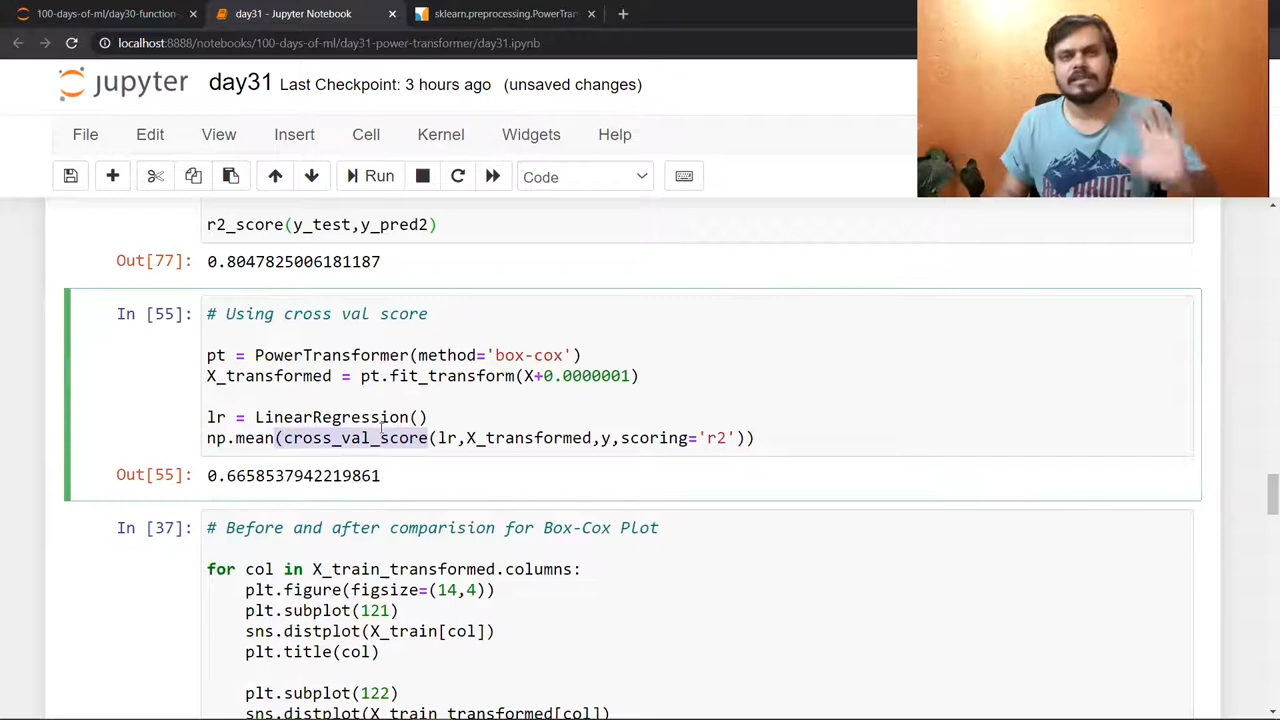 100-days-of-ml/day30-function-
day31 - Jupyter Notebook
sklearn.preprocessing.PowerTran
localhost:8888/notebooks/100-days-of-ml/day31-power-transformer/day31.ipynb
jupyter day31 Last Checkpoint: 3 hours ago (unsaved changes)
File Edit View Insert Cell Kernel Widgets Help
Run Code
r2_score(y_test,y_pred2)
Out[77]: 0.8047825006181187
In [55]: # Using cross val score
pt = PowerTransformer(method='box-cox')
X_transformed = pt.fit_transform(X+0.0000001)
lr = LinearRegression()
np.mean(cross_val_score(lr,X_transformed,y,scoring='r2'))
Out[55]: 0.6658537942219861
In [37]: # Before and after comparision for Box-Cox Plot
for col in X_train_transformed.columns:
plt.figure(figsize=(14,4))
plt.subplot(121)
sns.distplot(X_train[col])
plt.title(col)
plt.subplot(122)
sns.distplot(X_train_transformed[col])